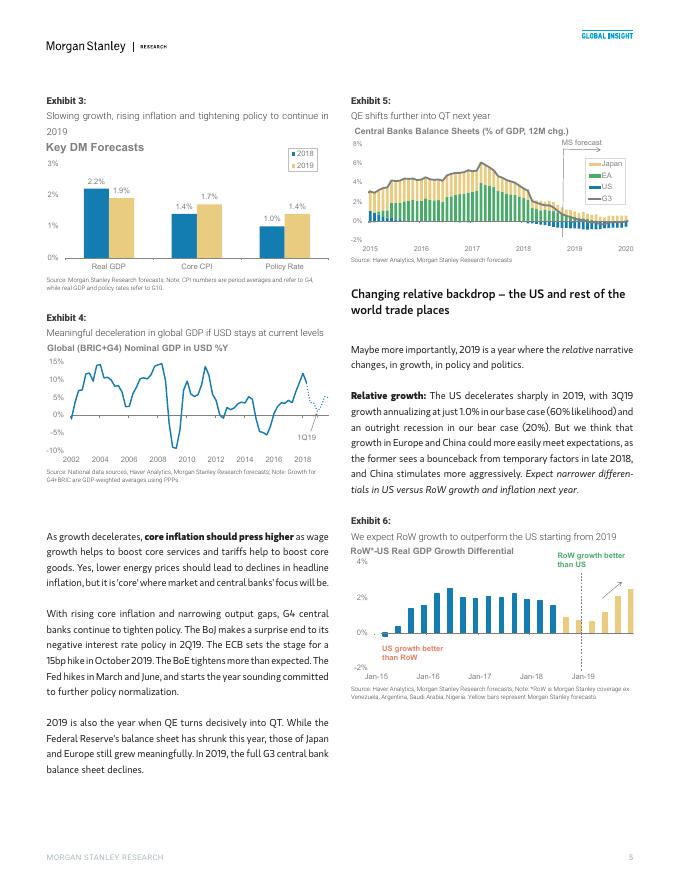 Morgan Stanley | RESEARCH
GLOBAL INSIGHT
Exhibit 3:
Slowing growth, rising inflation and tightening policy to continue in
2019
Key DM Forecasts
2018
2019
3%
2%
1%
0%
2.2%
1.9%
1.4%
1.7%
1.0%
1.4%
Real GDP
Core CPI
Policy Rate
Source: Morgan Stanley Research forecasts; Note: CPI numbers are period averages and refer to G4,
while real GDP and policy rates refer to G10.
Exhibit 4:
Meaningful deceleration in global GDP if USD stays at current levels
Global (BRIC+G4) Nominal GDP in USD %Y
15%
10%
5%
0%
-5%
-10%
1Q19
2002 2004 2006 2008 2010 2012 2014 2016 2018
Source: National data sources, Haver Analytics, Morgan Stanley Research forecasts; Note: Growth for
G4+BRIC are GDP-weighted averages using PPPs.
As growth decelerates, core inflation should press higher as wage
growth helps to boost core services and tariffs help to boost core
goods. Yes, lower energy prices should lead to declines in headline
inflation, but it is 'core' where market and central banks' focus will be.
With rising core inflation and narrowing output gaps, G4 central
banks continue to tighten policy. The BoJ makes a surprise end to its
negative interest rate policy in 2Q19. The ECB sets the stage for a
15bp hike in October 2019. The BoE tightens more than expected. The
Fed hikes in March and June, and starts the year sounding committed
to further policy normalization.
2019 is also the year when QE turns decisively into QT. While the
Federal Reserve's balance sheet has shrunk this year, those of Japan
and Europe still grew meaningfully. In 2019, the full G3 central bank
balance sheet declines.
Exhibit 5:
QE shifts further into QT next year
Central Banks Balance Sheets (% of GDP, 12M chg.)
MS forecast
8%
6%
4%
2%
0%
-2%
Japan
EA
US
G3
2015 2016 2017 2018 2019 2020
Source: Haver Analytics, Morgan Stanley Research forecasts
Changing relative backdrop – the US and rest of the
world trade places
Maybe more importantly, 2019 is a year where the relative narrative
changes, in growth, in policy and politics.
Relative growth: The US decelerates sharply in 2019, with 3Q19
growth annualizing at just 1.0% in our base case (60% likelihood) and
an outright recession in our bear case (20%). But we think that
growth in Europe and China could more easily meet expectations, as
the former sees a bounceback from temporary factors in late 2018,
and China stimulates more aggressively. Expect narrower differen-
tials in US versus RoW growth and inflation next year.
Exhibit 6:
We expect RoW growth to outperform the US starting from 2019
RoW*-US Real GDP Growth Differential
RoW growth better
than US
4%
2%
0%
-2%
US growth better
than RoW
Jan-15 Jan-16 Jan-17 Jan-18 Jan-19
Source: Haver Analytics, Morgan Stanley Research forecasts; Note: *RoW is Morgan Stanley coverage ex
Venezuela, Argentina, Saudi Arabia, Nigeria. Yellow bars represent Morgan Stanley forecasts.
MORGAN STANLEY RESEARCH
5